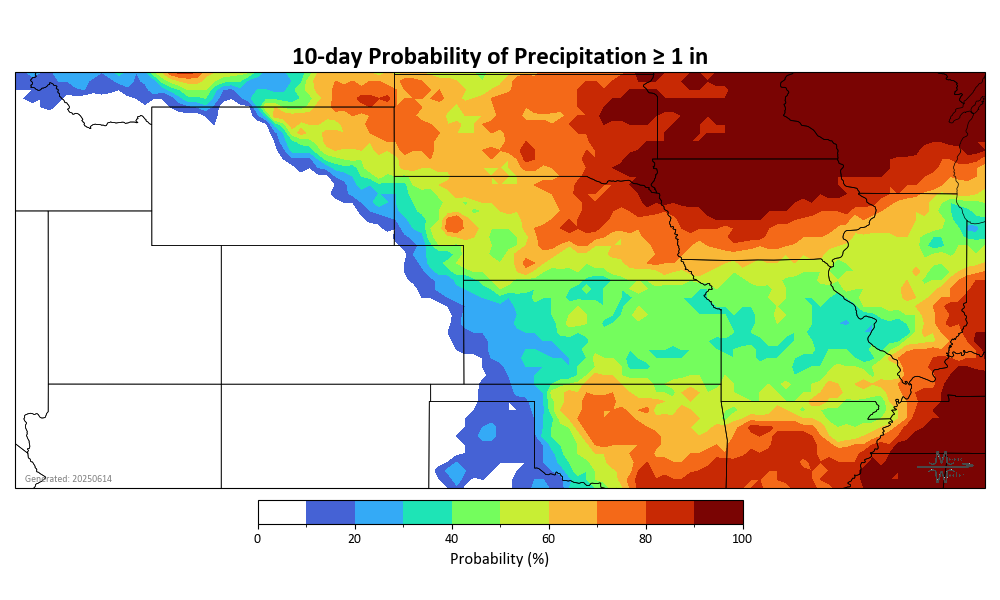 10-day Probability of Precipitation ≥ 1 in
Generated: 20250614
0 20 40 60 80 100
Probability (%)